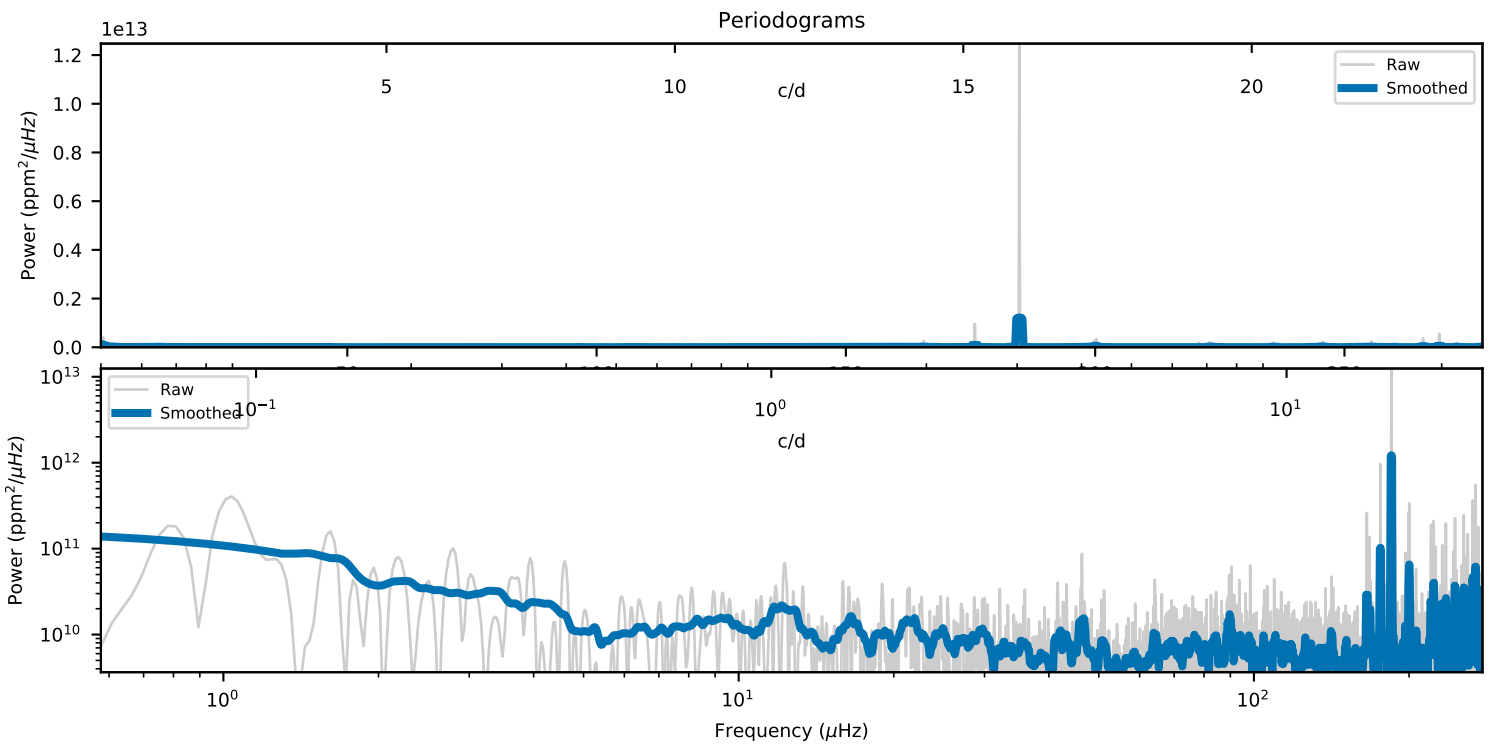 Periodograms
1e13
1.2
1.0
0.8
0.6
0.4
0.2
0.0
Power (ppm²/μHz)
5 10 15 20
c/d
Raw
Smoothed
10¹³
10¹²
10¹¹
10¹⁰
Power (ppm²/μHz)
Raw
Smoothed
10⁻¹ 10⁰ 10¹
c/d
10⁰ 10¹ 10²
Frequency (μHz)